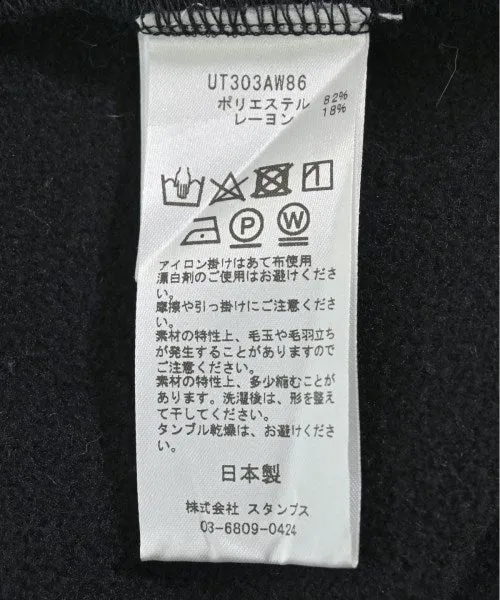 UT303AW86
ポリエステル 82%
レーヨン 18%
P W
アイロン掛けはあて布使用
漂白剤のご使用はお避けくださ
い。
摩擦や引っ掛けにご注意くださ
い。
素材の特性上、毛玉や毛羽立ち
が発生することがありますので
ご注意ください。
素材の特性上、多少縮むことが
あります。洗濯後は、形を整え
て干してください。
タンブル乾燥は、お避けくださ
い。
日本製
株式会社 スタンプス
03-6809-0424